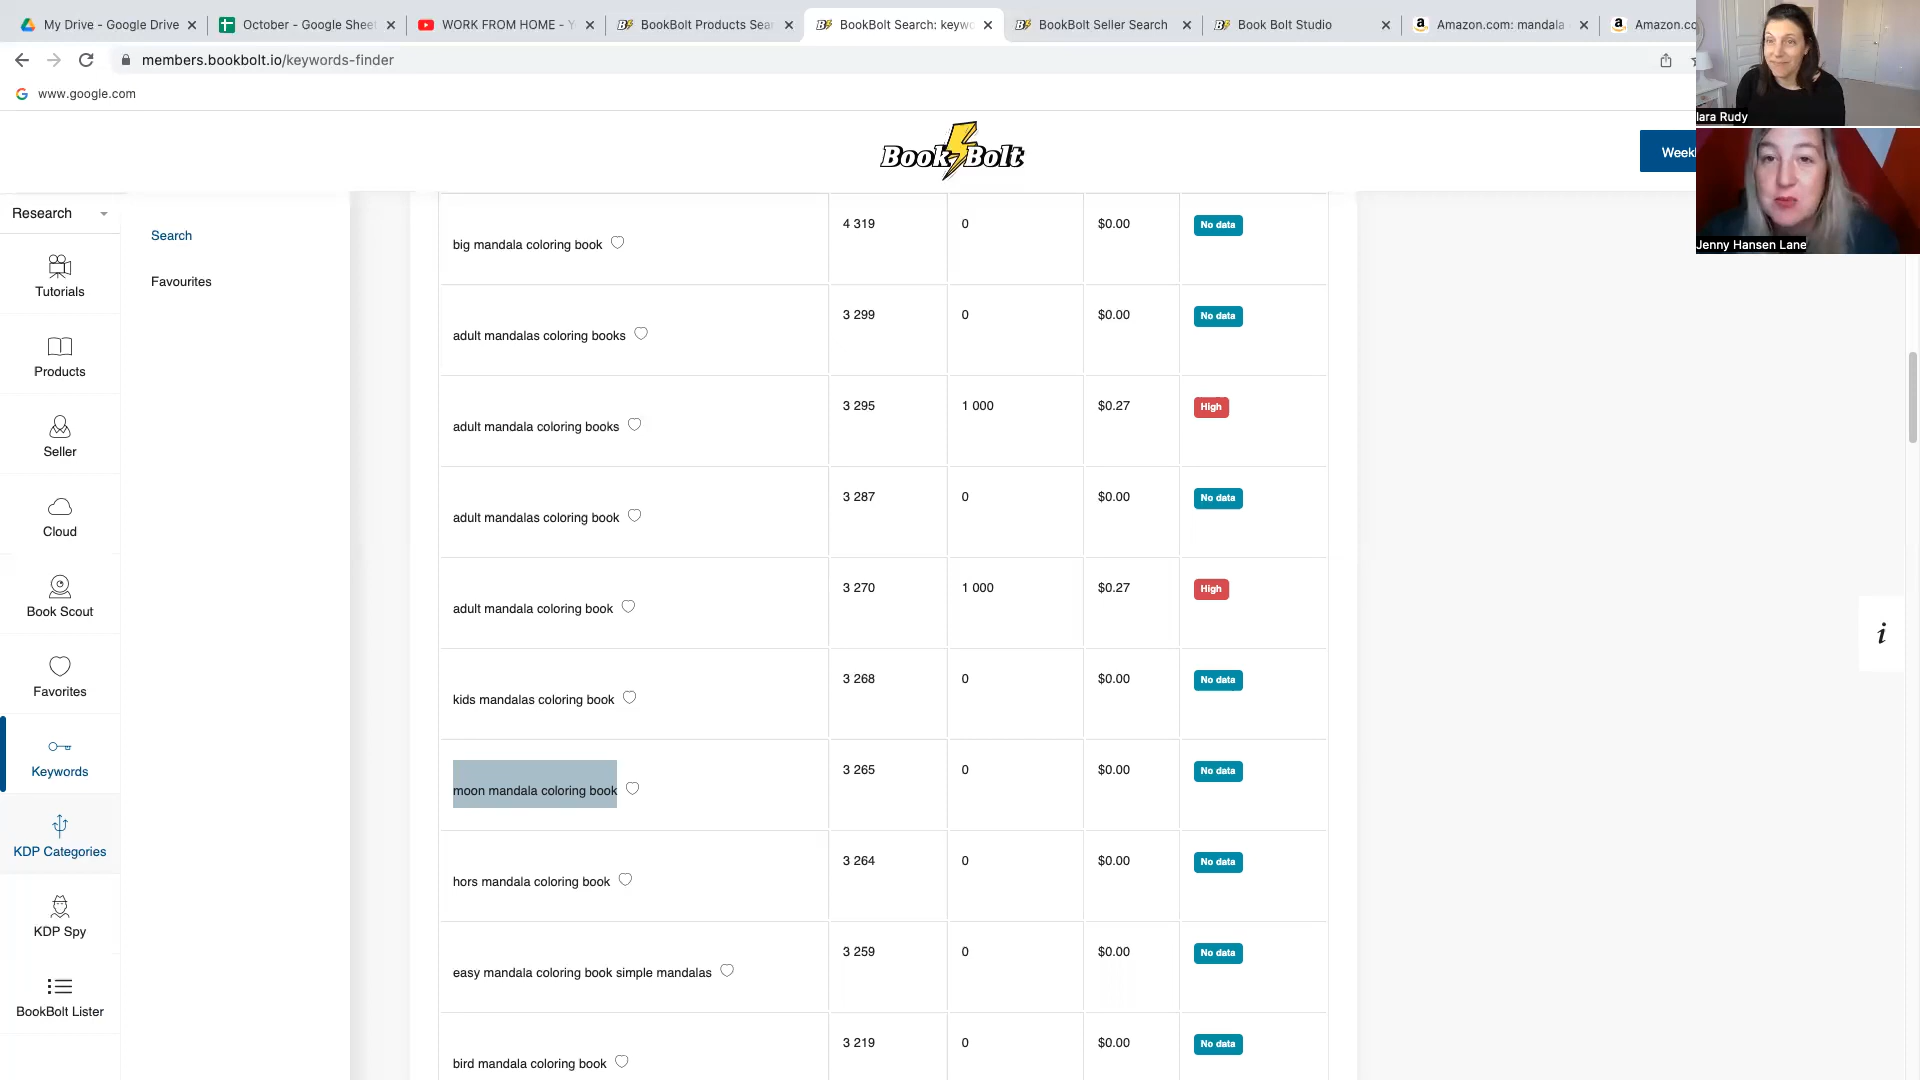 My Drive - Google Drive
October - Google Sheet
WORK FROM HOME - Y
BookBolt Products Sea
BookBolt Search: keyw
BookBolt Seller Search
Book Bolt Studio
Amazon.com: mandala
Amazon.co
members.bookbolt.io/keywords-finder
www.google.com
Book Bolt
Weekl
lara Rudy
Jenny Hansen Lane
Research
Search
Favourites
Tutorials
Products
Seller
Cloud
Book Scout
Favorites
Keywords
KDP Categories
KDP Spy
BookBolt Lister
big mandala coloring book 4 319 0 $0.00 No data
adult mandalas coloring books 3 299 0 $0.00 No data
adult mandala coloring books 3 295 1 000 $0.27 High
adult mandalas coloring book 3 287 0 $0.00 No data
adult mandala coloring book 3 270 1 000 $0.27 High
kids mandalas coloring book 3 268 0 $0.00 No data
moon mandala coloring book 3 265 0 $0.00 No data
hors mandala coloring book 3 264 0 $0.00 No data
easy mandala coloring book simple mandalas 3 259 0 $0.00 No data
bird mandala coloring book 3 219 0 $0.00 No data
i